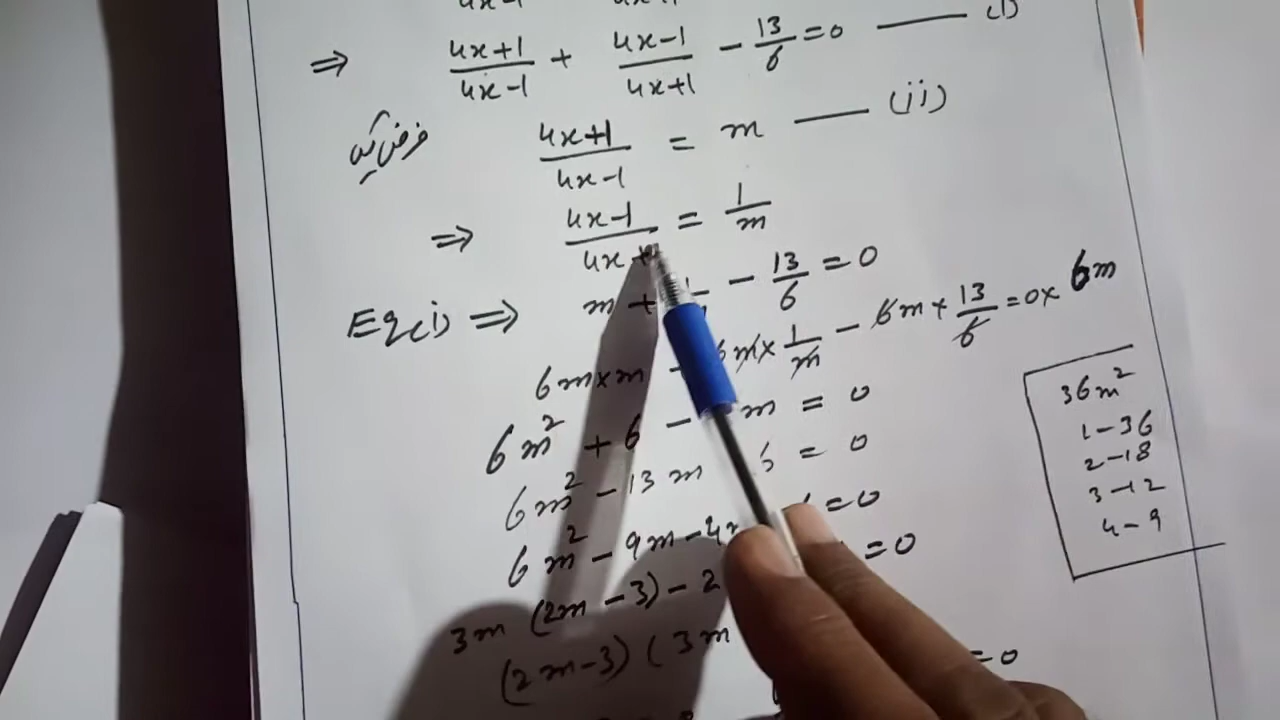 ⇒ (4x+1)/(4x-1) + (4x-1)/(4x+1) - 13/6 = 0 —— (i)
فرض کیا (4x+1)/(4x-1) = m —— (ii)
⇒ (4x-1)/(4x+ = 1/m
Eq(i) ⇒ m + 1/ - 13/6 = 0
6m×m + 6m×1/m - 6m×13/6 = 0× 6m
6m² + 6 - m = 0
6m² - 13m 6 = 0
6m² - 9m - 4m = 0
3m (2m-3) - 2 = 0
(2m-3) (3m = 0
36m²
1-36
2-18
3-12
4-9